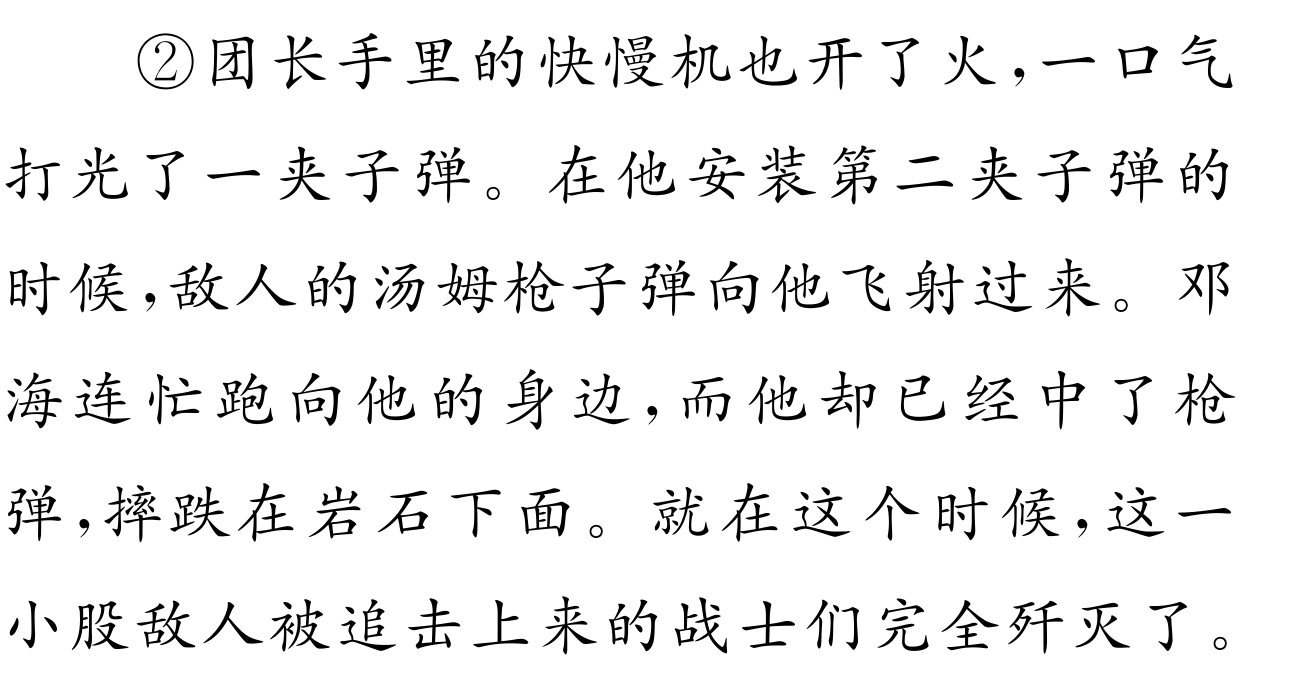 ②团长手里的快慢机也开了火,一口气
打光了一夹子弹。在他安装第二夹子弹的
时候,敌人的汤姆枪子弹向他飞射过来。邓
海连忙跑向他的身边,而他却已经中了枪
弹,摔跌在岩石下面。就在这个时候,这一
小股敌人被追击上来的战士们完全歼灭了。